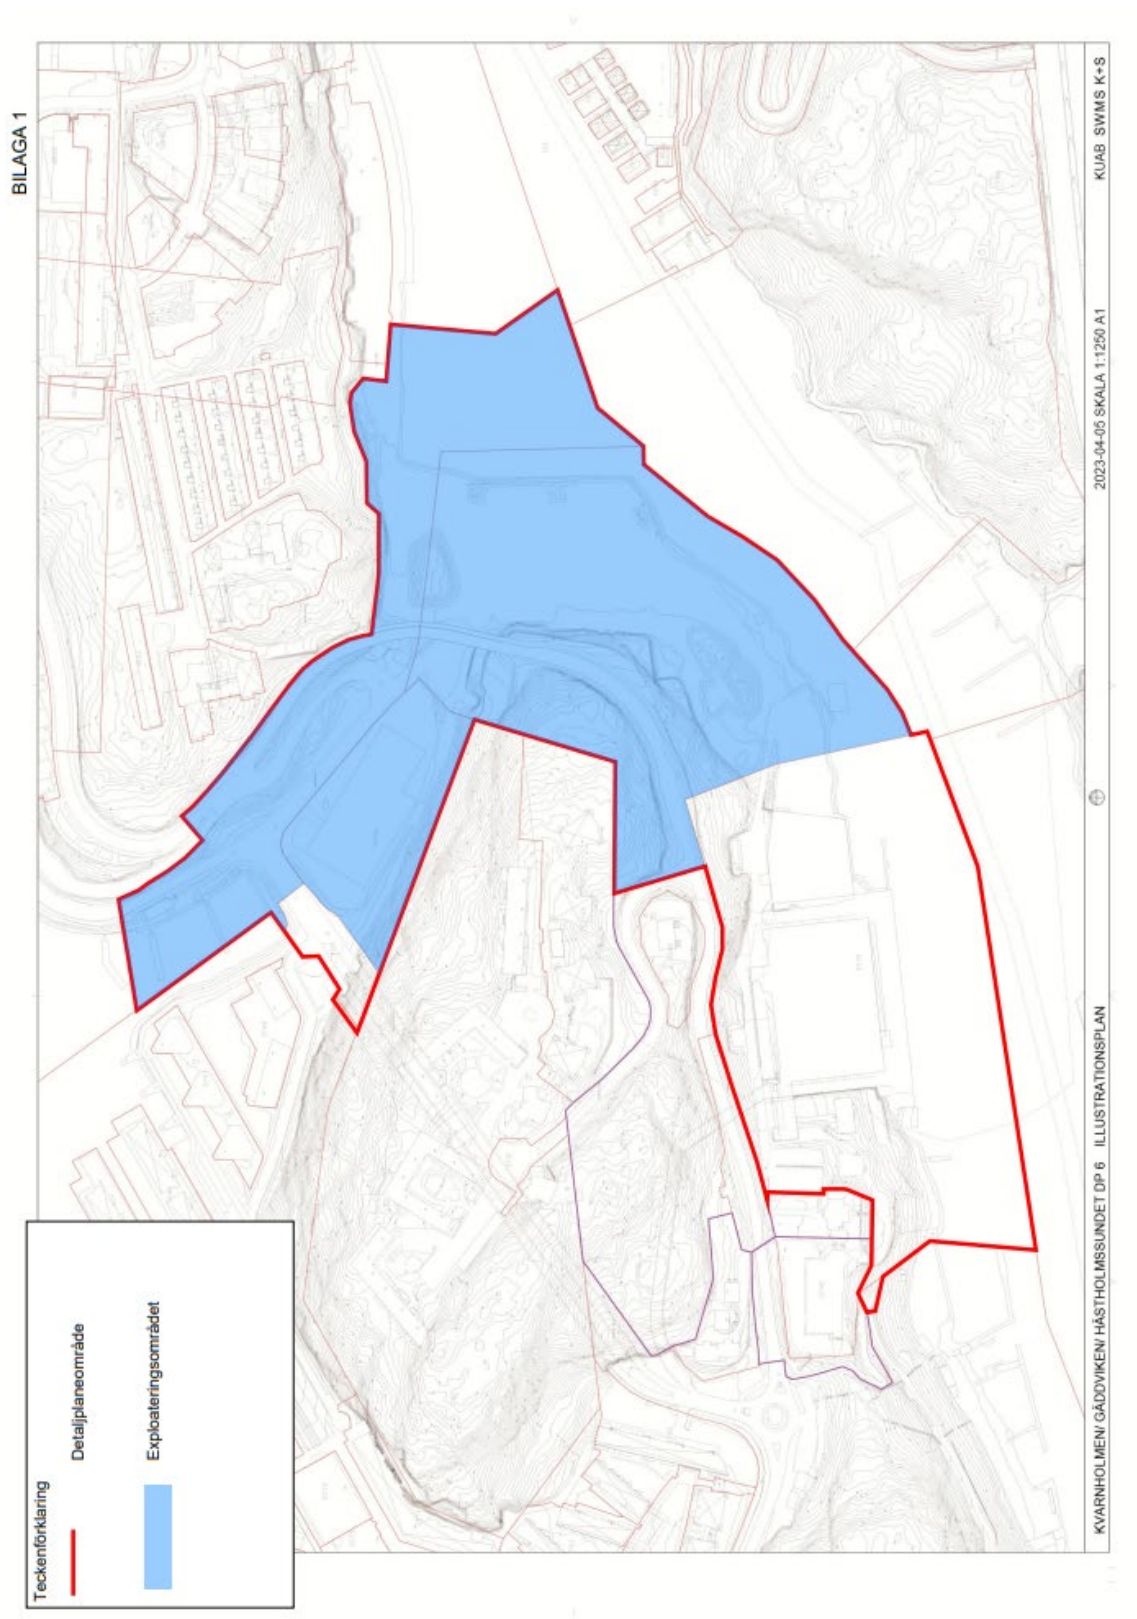 BILAGA 1
Teckenförklaring
Detaljplaneområde
Exploateringsområdet
KVARNHOLMEN/ GÄDDVIKEN/ HÄSTHOLMSSUNDET DP 6 ILLUSTRATIONSPLAN
2023-04-05 SKALA 1:1250 A1
KUAB SWMS K+S